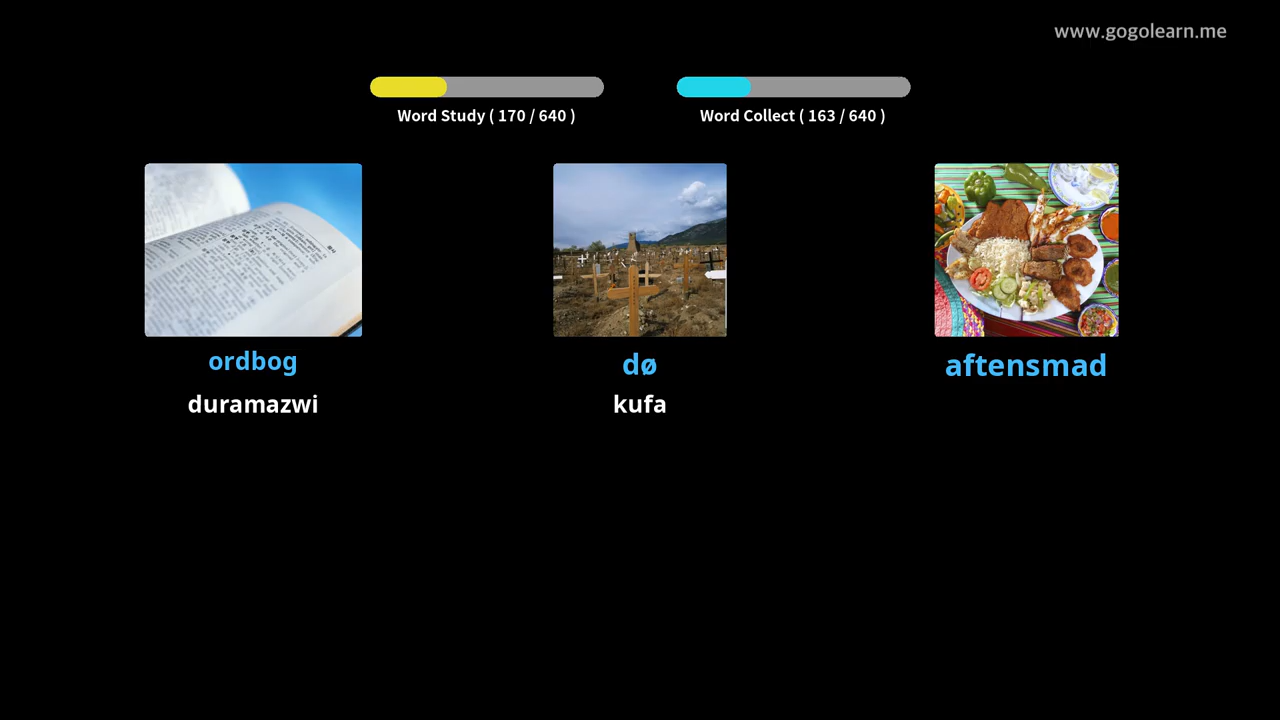 www.gogolearn.me
Word Study ( 170 / 640 )
Word Collect ( 163 / 640 )
ordbog
dø
aftensmad
duramazwi
kufa